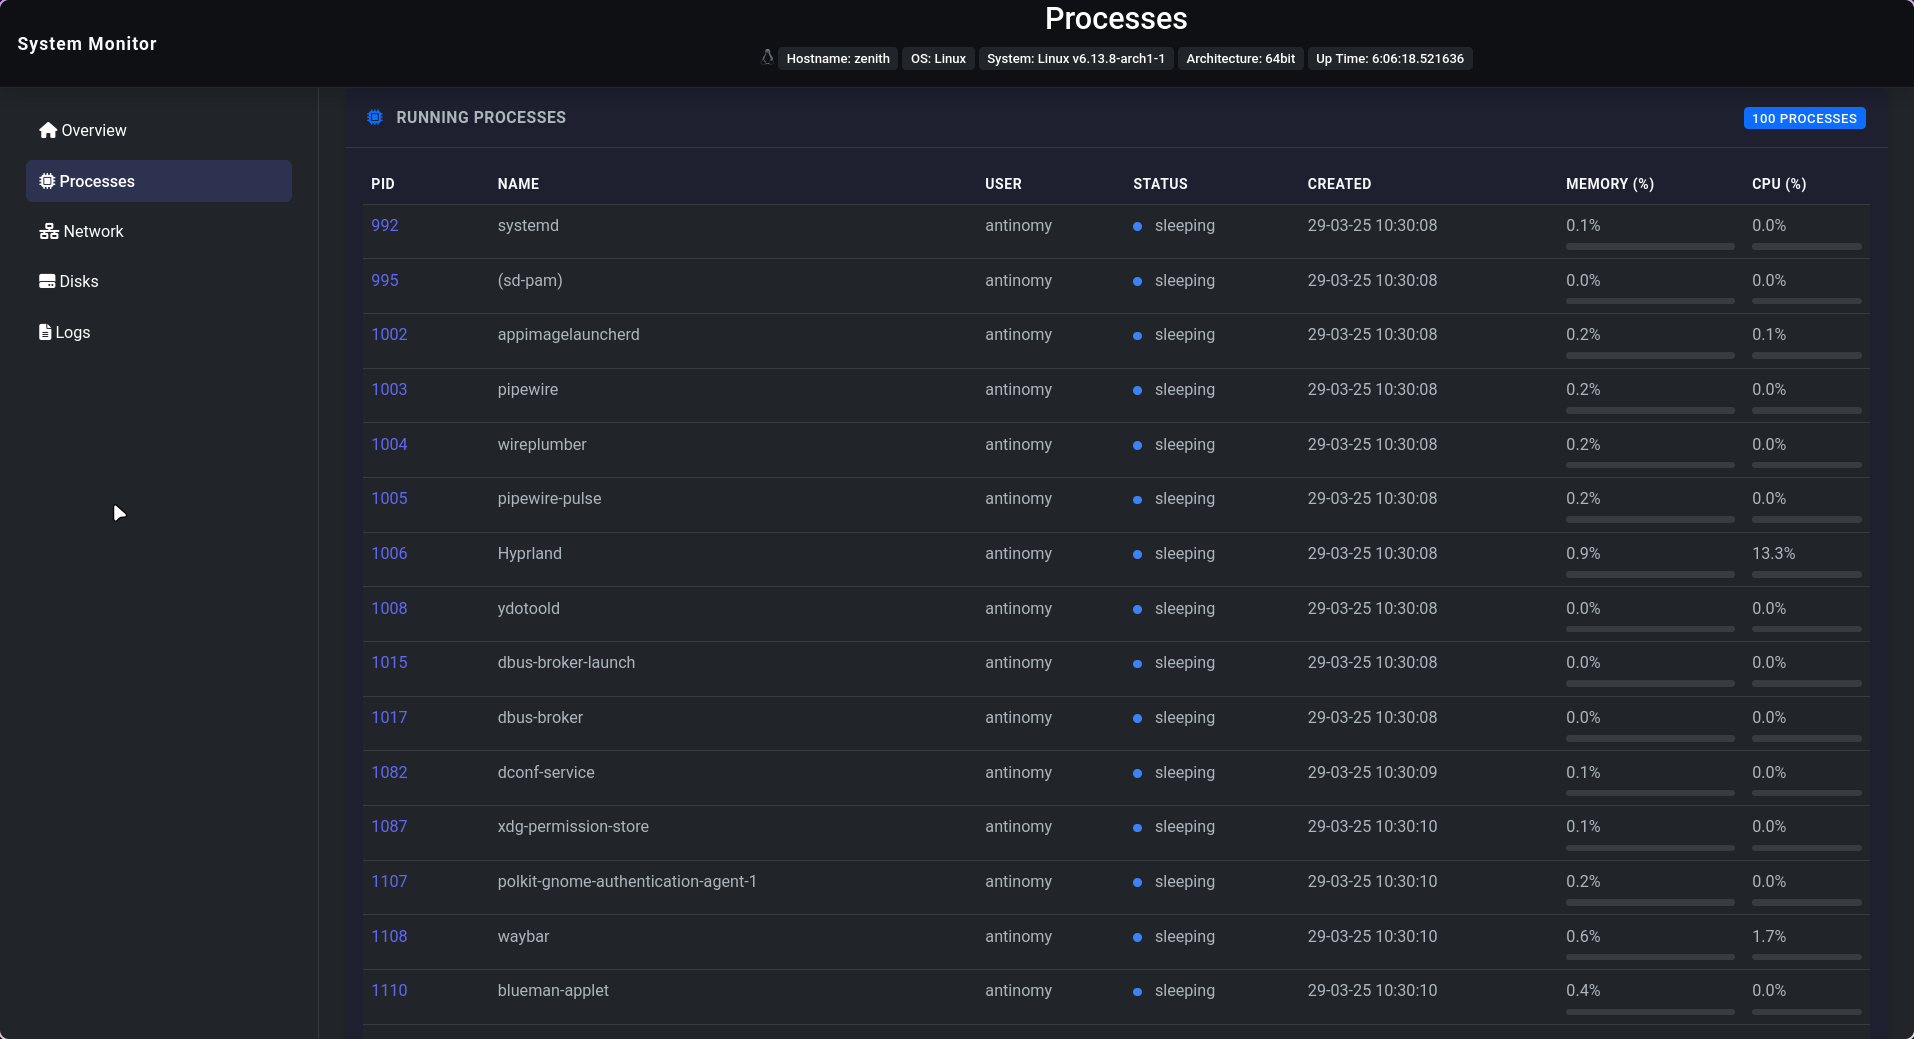 Processes
System Monitor
Hostname: zenith OS: Linux System: Linux v6.13.8-arch1-1 Architecture: 64bit Up Time: 6:06:18.521636
Overview
Processes
Network
Disks
Logs
RUNNING PROCESSES 100 PROCESSES
PID NAME USER STATUS CREATED MEMORY (%) CPU (%)
992 systemd antinomy sleeping 29-03-25 10:30:08 0.1% 0.0%
995 (sd-pam) antinomy sleeping 29-03-25 10:30:08 0.0% 0.0%
1002 appimagelauncherd antinomy sleeping 29-03-25 10:30:08 0.2% 0.1%
1003 pipewire antinomy sleeping 29-03-25 10:30:08 0.2% 0.0%
1004 wireplumber antinomy sleeping 29-03-25 10:30:08 0.2% 0.0%
1005 pipewire-pulse antinomy sleeping 29-03-25 10:30:08 0.2% 0.0%
1006 Hyprland antinomy sleeping 29-03-25 10:30:08 0.9% 13.3%
1008 ydotoold antinomy sleeping 29-03-25 10:30:08 0.0% 0.0%
1015 dbus-broker-launch antinomy sleeping 29-03-25 10:30:08 0.0% 0.0%
1017 dbus-broker antinomy sleeping 29-03-25 10:30:08 0.0% 0.0%
1082 dconf-service antinomy sleeping 29-03-25 10:30:09 0.1% 0.0%
1087 xdg-permission-store antinomy sleeping 29-03-25 10:30:10 0.1% 0.0%
1107 polkit-gnome-authentication-agent-1 antinomy sleeping 29-03-25 10:30:10 0.2% 0.0%
1108 waybar antinomy sleeping 29-03-25 10:30:10 0.6% 1.7%
1110 blueman-applet antinomy sleeping 29-03-25 10:30:10 0.4% 0.0%